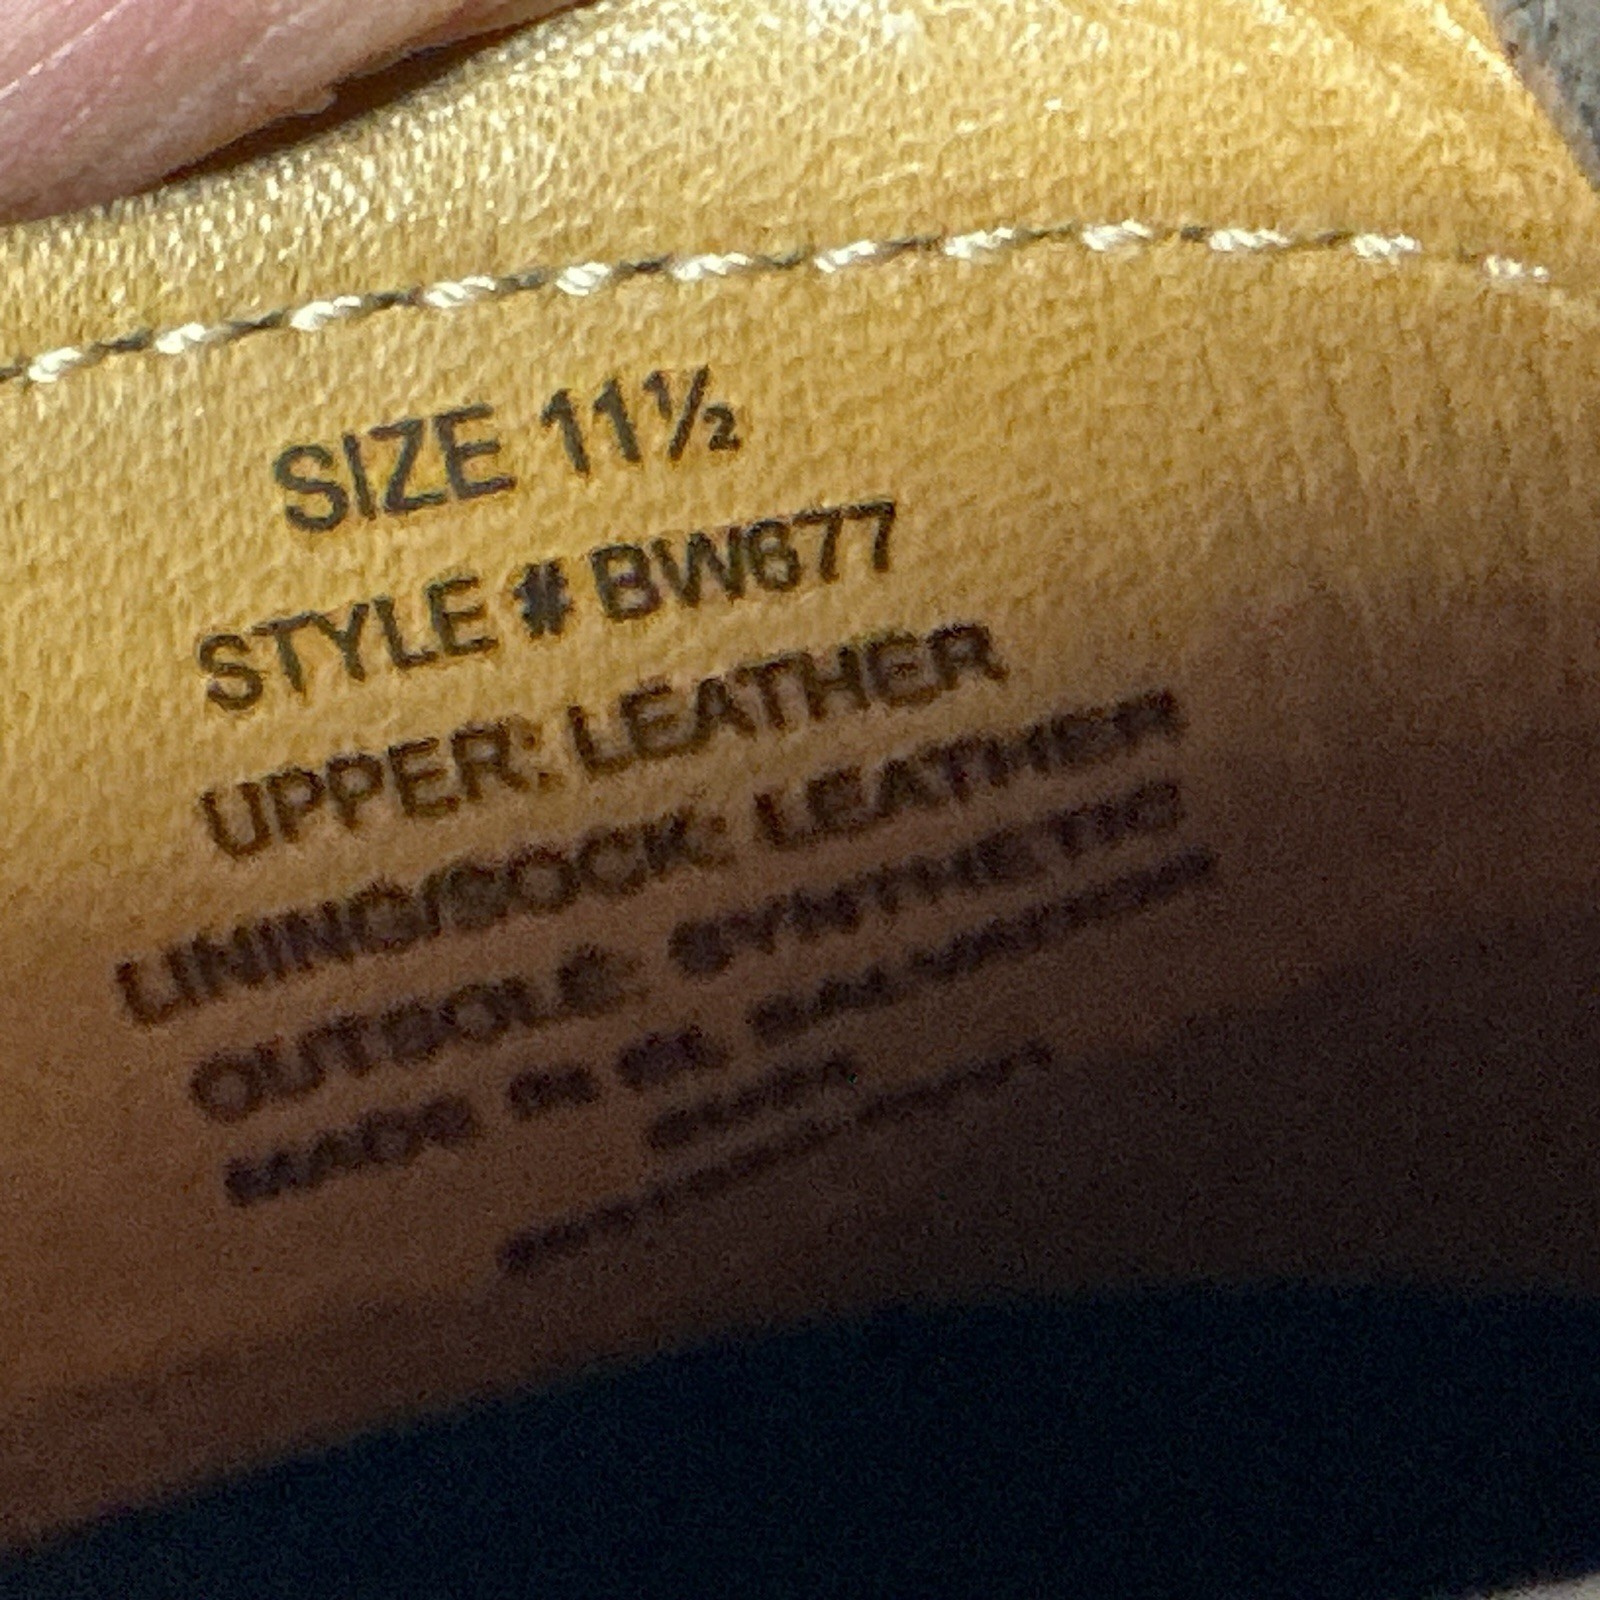 SIZE 11½
STYLE # BW677
UPPER: LEATHER
LINING/SOCK: LEATHER
OUTSOLE: SYNTHETIC
MADE IN EL SALVADOR